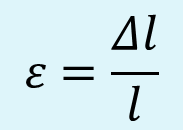 ε = Δl / l